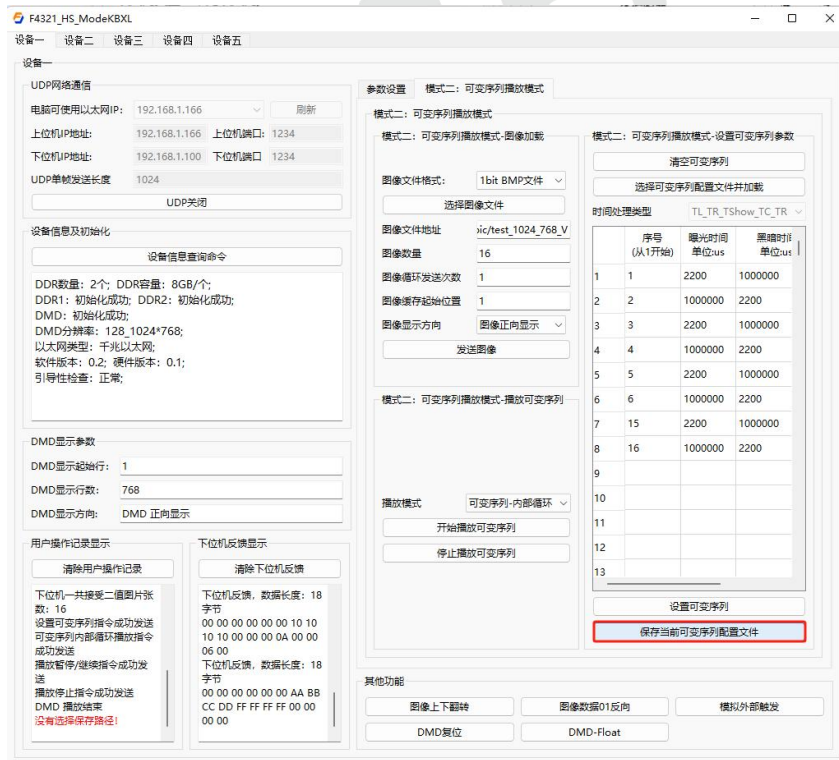 F4321_HS_ModeKBXL
设备一 设备二 设备三 设备四 设备五
设备一
UDP网络通信
电脑可使用以太网IP: 192.168.1.166 刷新
上位机IP地址: 192.168.1.166 上位机端口: 1234
下位机IP地址: 192.168.1.100 下位机端口 1234
UDP单帧发送长度 1024
UDP关闭
设备信息及初始化
设备信息查询命令
DDR数量: 2个; DDR容量: 8GB/个;
DDR1: 初始化成功; DDR2: 初始化成功;
DMD: 初始化成功;
DMD分辨率: 128_1024*768;
以太网类型: 千兆以太网;
软件版本: 0.2; 硬件版本: 0.1;
引导性检查: 正常;
DMD显示参数
DMD显示起始行: 1
DMD显示行数: 768
DMD显示方向: DMD 正向显示
用户操作记录显示
清除用户操作记录
下位机一共接受二值图片张
数: 16
设置可变序列指令成功发送
可变序列内部循环播放指令
成功发送
播放暂停/继续指令成功发
送
播放停止指令成功发送
DMD 播放结束
没有选择保存路径!
下位机反馈显示
清除下位机反馈
下位机反馈, 数据长度: 18
字节
00 00 00 00 00 00 10 10
10 10 00 00 00 0A 00 00
06 00
下位机反馈, 数据长度: 18
字节
00 00 00 00 00 00 AA BB
CC DD FF FF FF FF 00 00
00 00
参数设置 模式二: 可变序列播放模式
模式二: 可变序列播放模式
模式二: 可变序列播放模式-图像加载
图像文件格式: 1bit BMP文件
选择图像文件
图像文件地址 ic/test_1024_768_V
图像数量 16
图像循环发送次数 1
图像缓存起始位置 1
图像显示方向 图像正向显示
发送图像
模式二: 可变序列播放模式-播放可变序列
播放模式 可变序列-内部循环
开始播放可变序列
停止播放可变序列
模式二: 可变序列播放模式-设置可变序列参数
清空可变序列
选择可变序列配置文件并加载
时间处理类型 TL_TR_TShow_TC_TR
序号 曝光时间 黑暗时间
(从1开始) 单位:us 单位:us
1 1 2200 1000000
2 2 1000000 2200
3 3 2200 1000000
4 4 1000000 2200
5 5 2200 1000000
6 6 1000000 2200
7 15 2200 1000000
8 16 1000000 2200
9
10
11
12
13
设置可变序列
保存当前可变序列配置文件
其他功能
图像上下翻转 图像数据01反向 模拟外部触发
DMD复位 DMD-Float